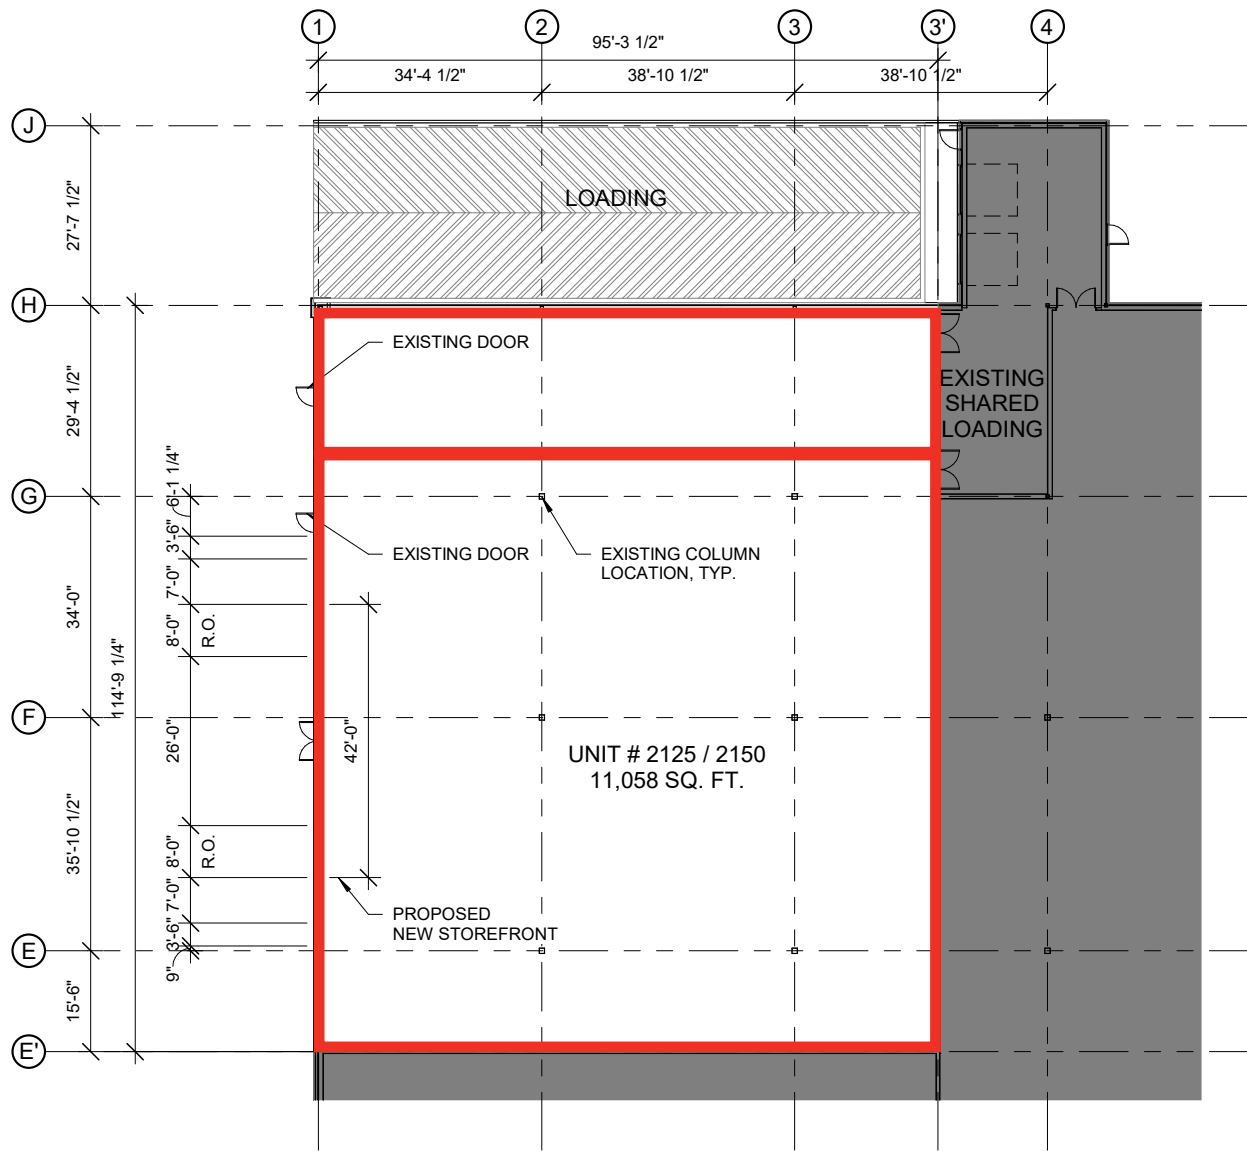 1
2
3
3'
4
95'-3 1/2"
34'-4 1/2"
38'-10 1/2"
38'-10 1/2"
J
27'-7 1/2"
LOADING
H
29'-4 1/2"
EXISTING DOOR
EXISTING
SHARED
LOADING
6'-1 1/4"
G
3'-6"
EXISTING DOOR
EXISTING COLUMN
LOCATION, TYP.
7'-0"
34'-0"
8'-0"
R.O.
114'-9 1/4"
F
26'-0"
42'-0"
UNIT # 2125 / 2150
11,058 SQ. FT.
35'-10 1/2"
8'-0"
R.O.
7'-0"
PROPOSED
NEW STOREFRONT
3'-6"
E
9"
15'-6"
E'